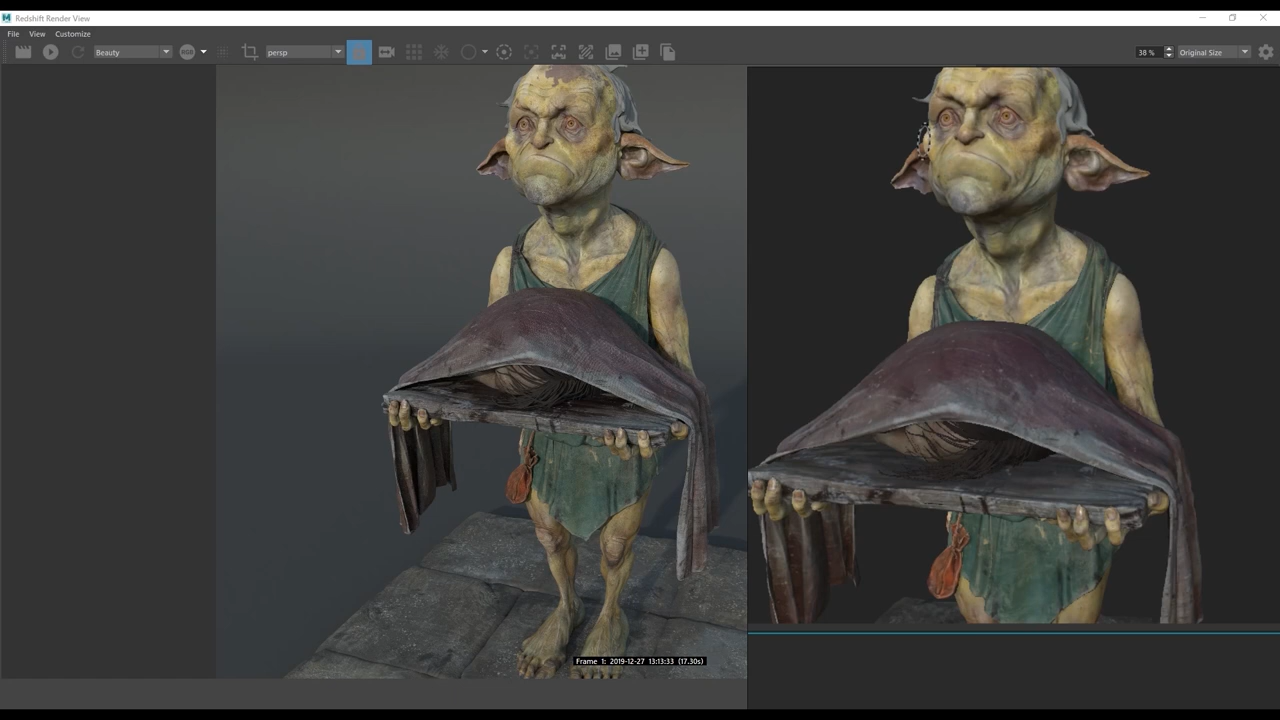 Redshift Render View
File View Customize
Beauty RGB persp 38 % Original Size
Frame 1: 2019-12-27 13:13:33 (17.30s)